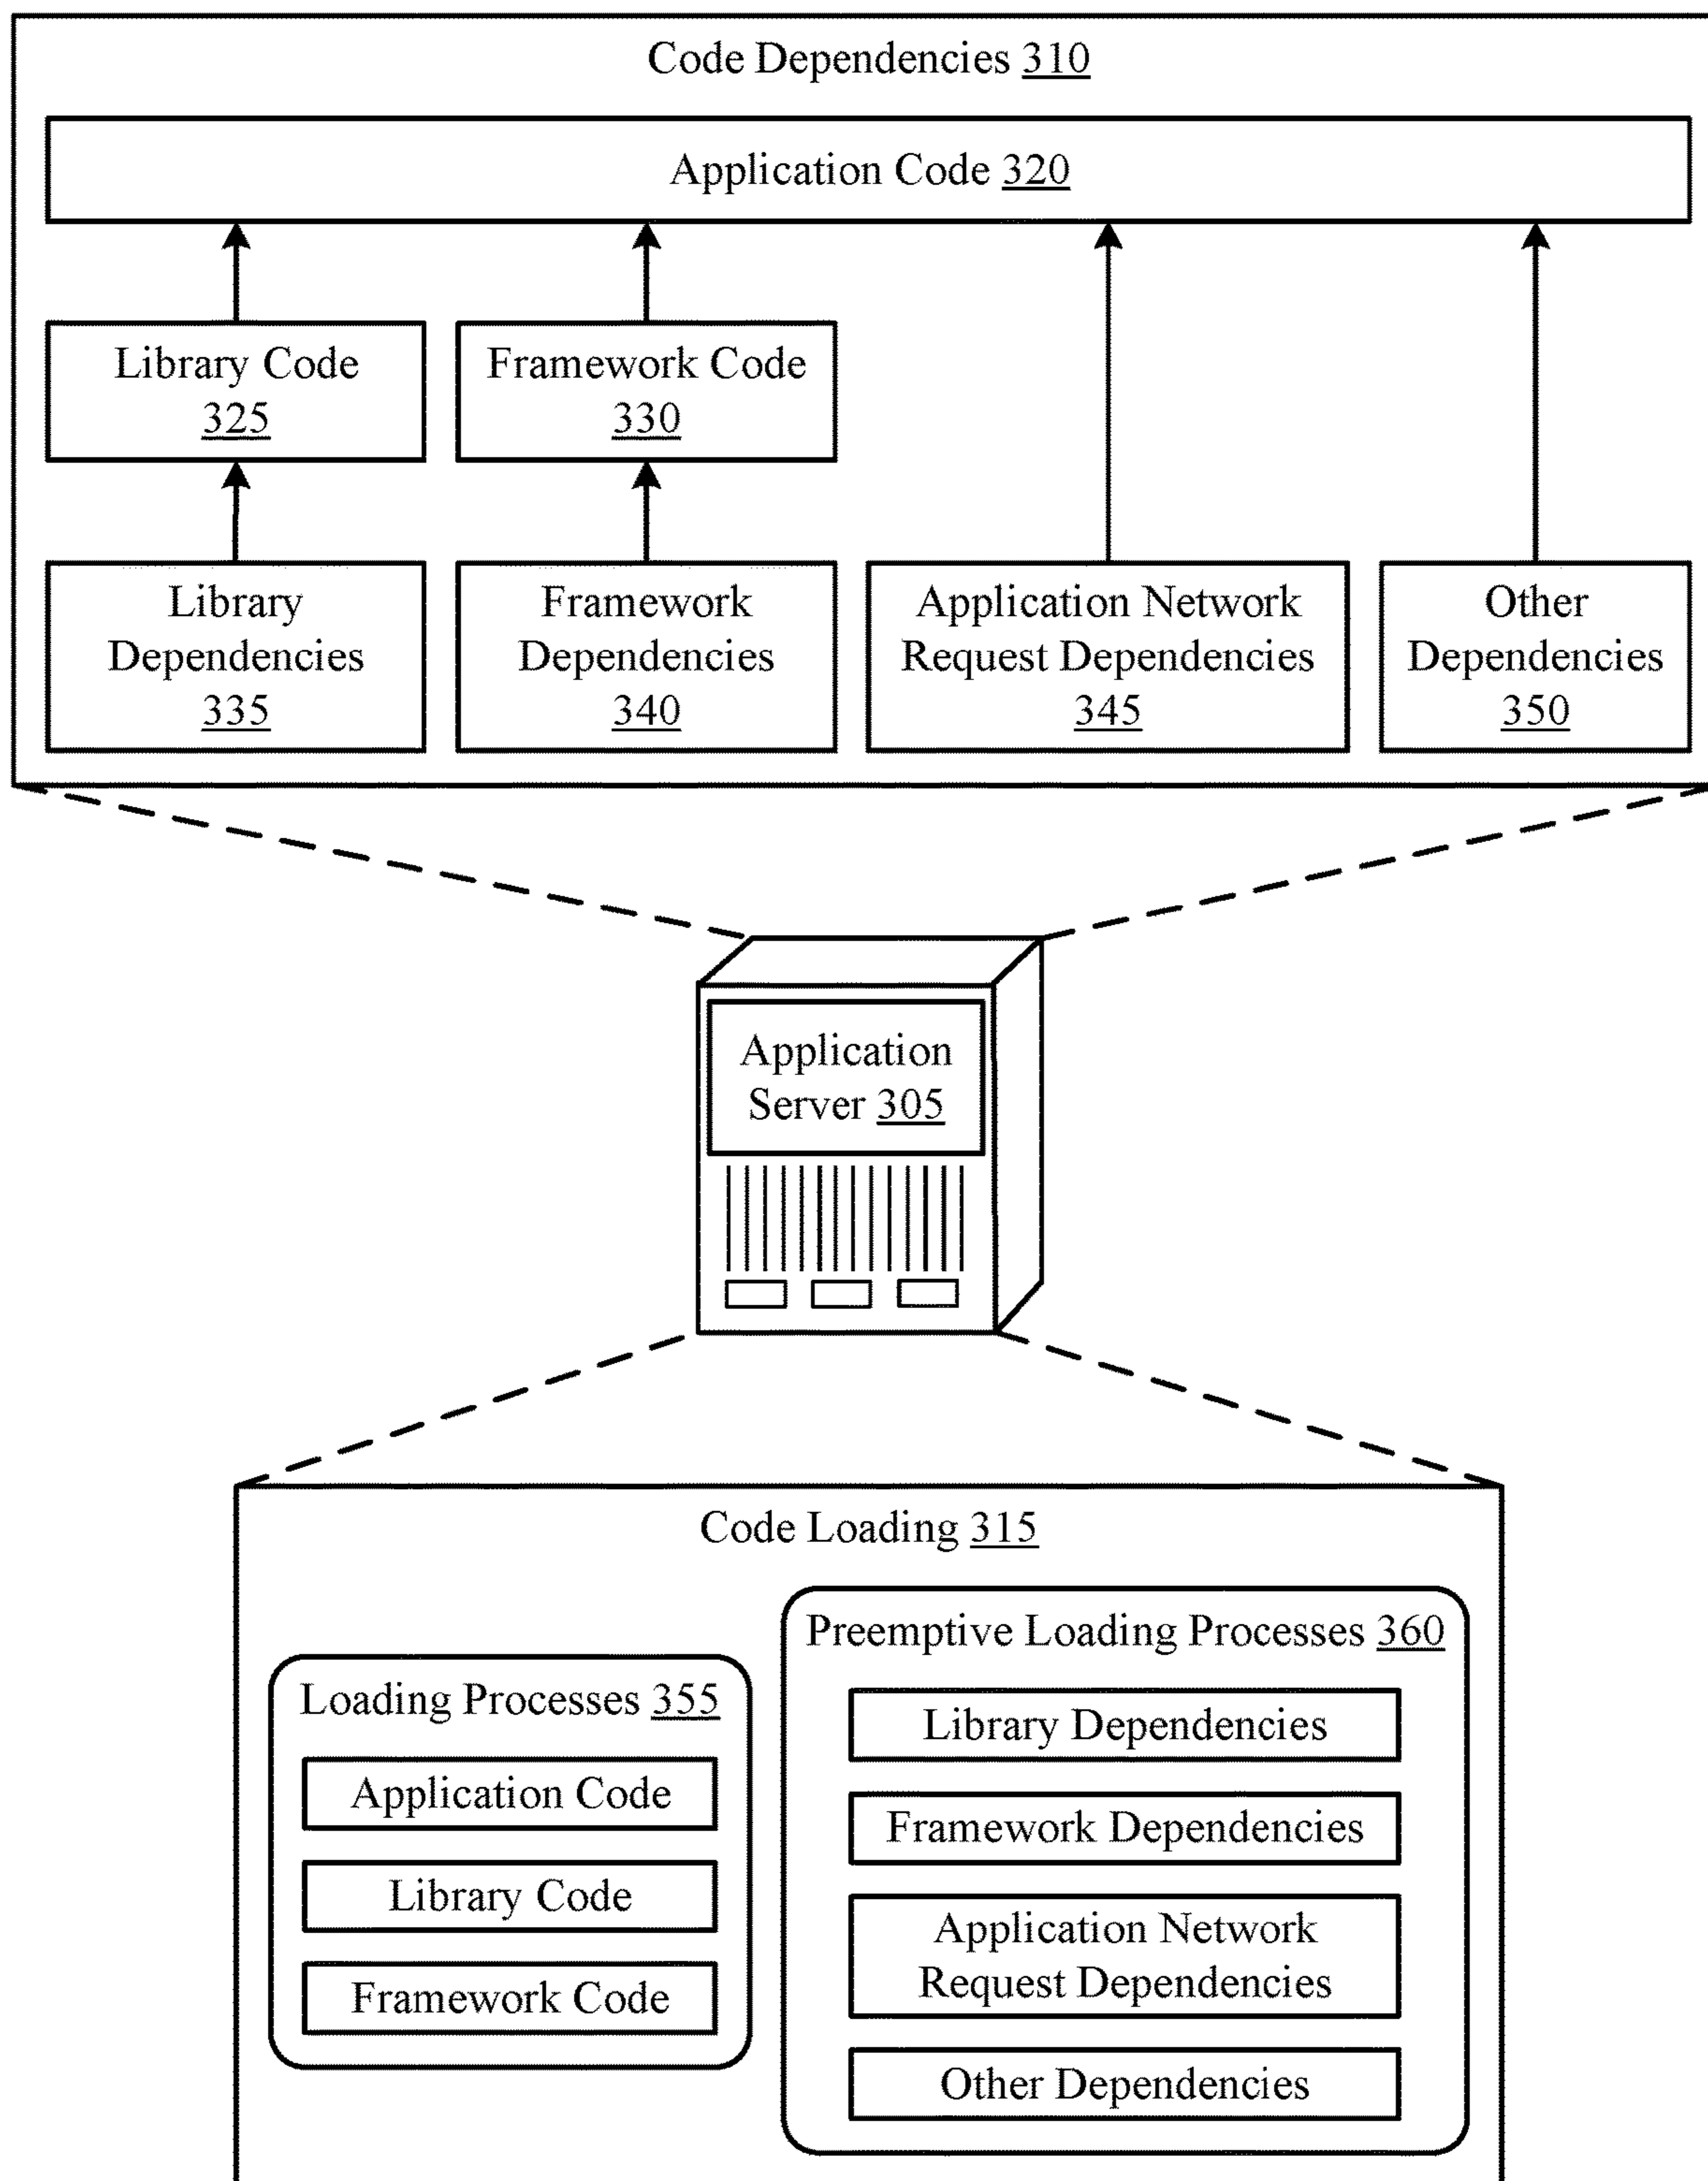 Code Dependencies 310
Application Code 320
Library Code
325
Framework Code
330
Library
Dependencies
335
Framework
Dependencies
340
Application Network
Request Dependencies
345
Other
Dependencies
350
Application
Server 305
Code Loading 315
Loading Processes 355
Application Code
Library Code
Framework Code
Preemptive Loading Processes 360
Library Dependencies
Framework Dependencies
Application Network
Request Dependencies
Other Dependencies